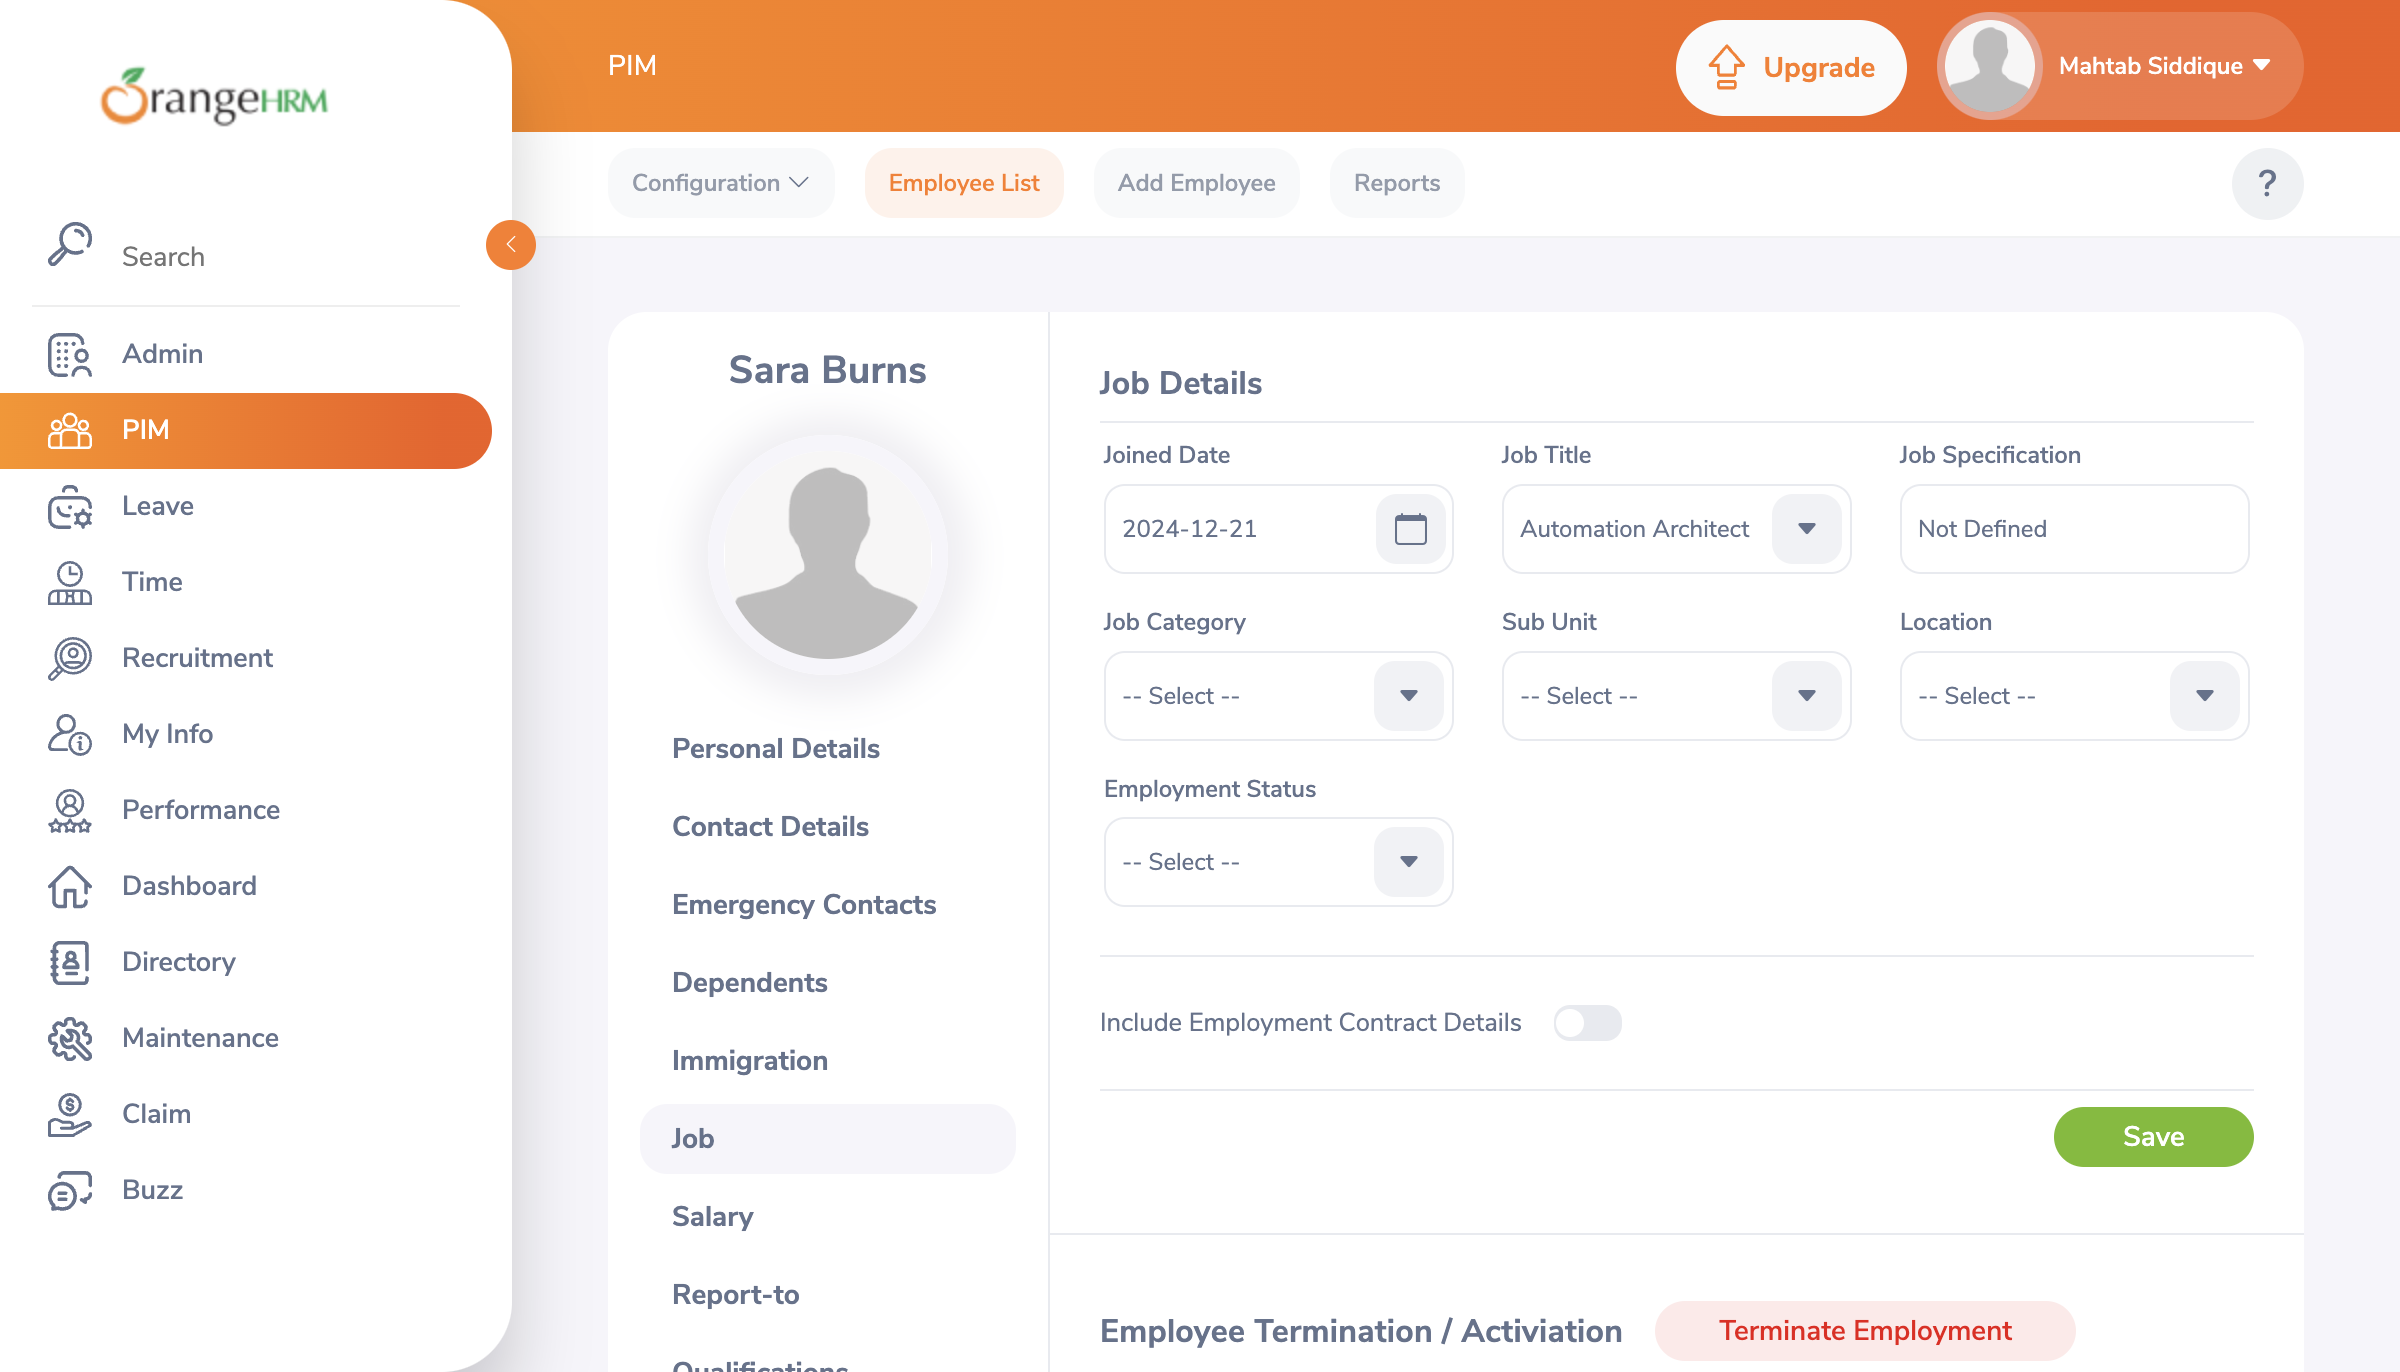 OrangeHRM
PIM
Upgrade
Mahtab Siddique
Configuration
Employee List
Add Employee
Reports
?
Search
Admin
PIM
Leave
Time
Recruitment
My Info
Performance
Dashboard
Directory
Maintenance
Claim
Buzz
Sara Burns
Personal Details
Contact Details
Emergency Contacts
Dependents
Immigration
Job
Salary
Report-to
Qualifications
Job Details
Joined Date
Job Title
Job Specification
2024-12-21
Automation Architect
Not Defined
Job Category
Sub Unit
Location
-- Select --
-- Select --
-- Select --
Employment Status
-- Select --
Include Employment Contract Details
Save
Employee Termination / Activiation
Terminate Employment